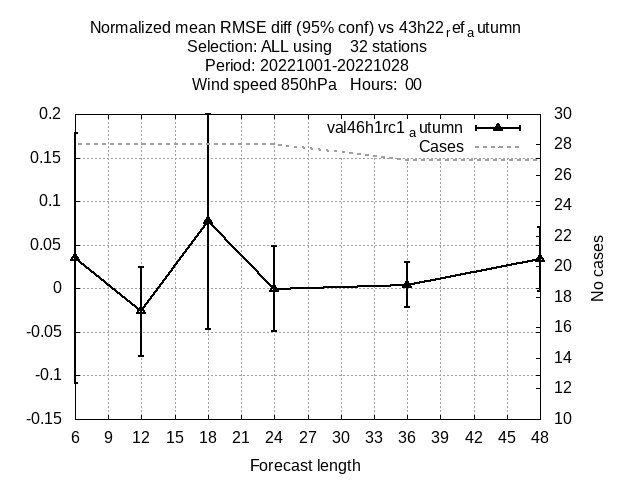 Normalized mean RMSE diff (95% conf) vs 43h22refautumn
Selection: ALL using 32 stations
Period: 20221001-20221028
Wind speed 850hPa Hours: 00
val46h1rc1autumn
Cases
0.2
0.15
0.1
0.05
0
-0.05
-0.1
-0.15
30
28
26
24
22
20
18
16
14
12
10
No cases
6 9 12 15 18 21 24 27 30 33 36 39 42 45 48
Forecast length